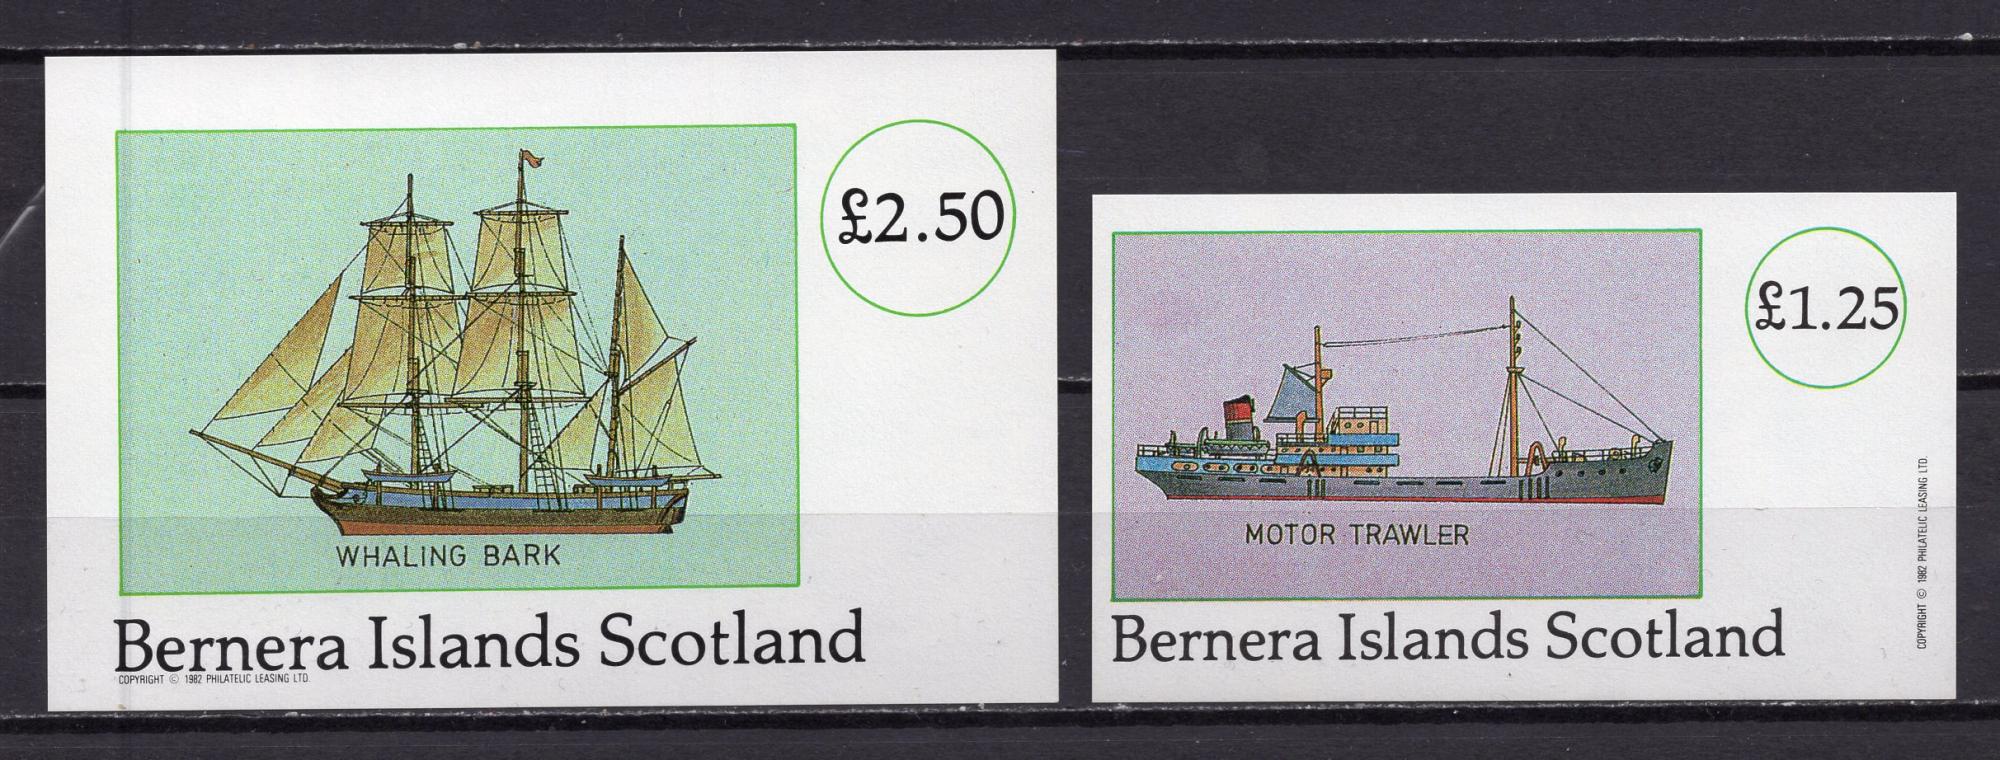 £2.50
WHALING BARK
Bernera Islands Scotland
COPYRIGHT © 1982 PHILATELIC LEASING LTD.
£1.25
MOTOR TRAWLER
Bernera Islands Scotland
COPYRIGHT © 1982 PHILATELIC LEASING LTD.